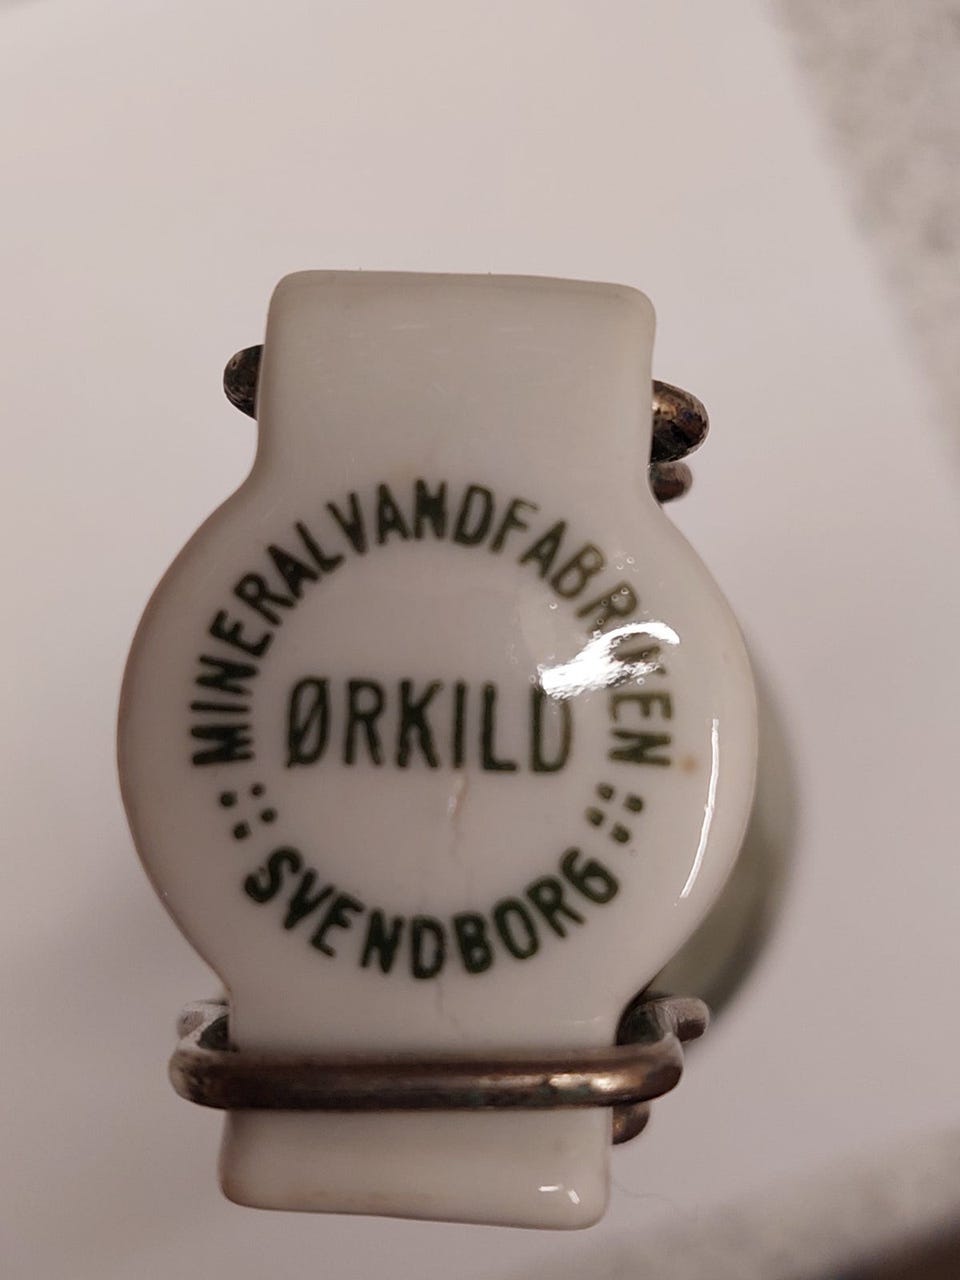 MINERALVANDFABRIKEN
ØRKILD
:: SVENDBORG ::